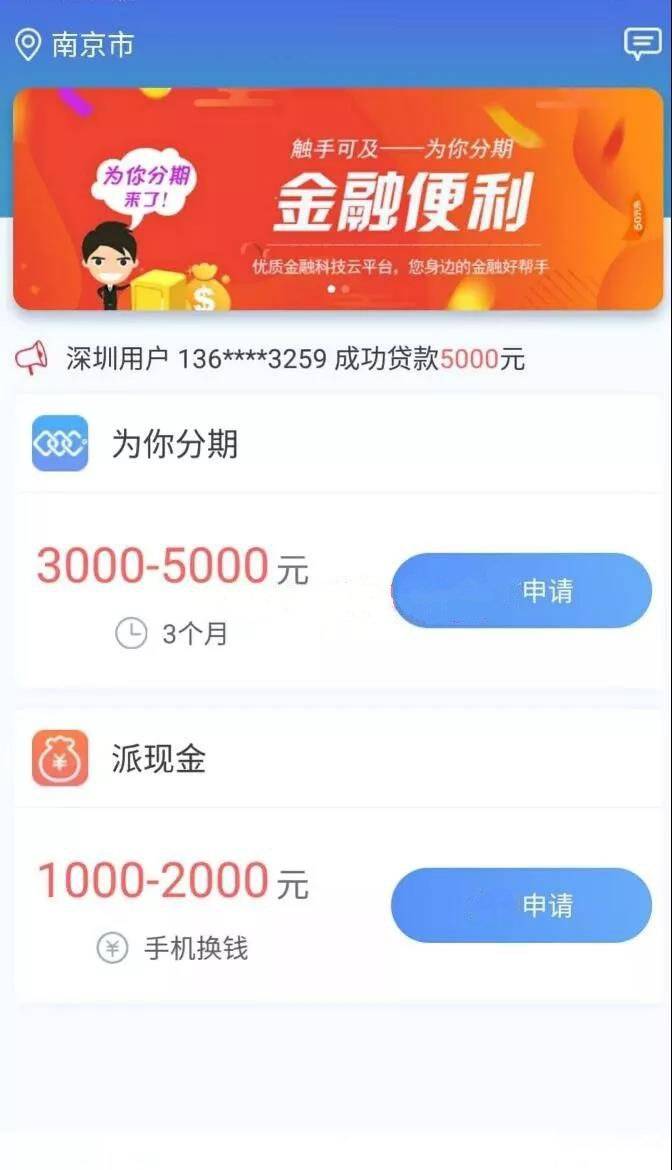 南京市
触手可及——为你分期
为你分期
来了!
金融便利
优质金融科技云平台，您身边的金融好帮手
$
深圳用户 136****3259 成功贷款5000元
为你分期
3000-5000元
申请
3个月
¥
派现金
1000-2000元
申请
¥ 手机换钱